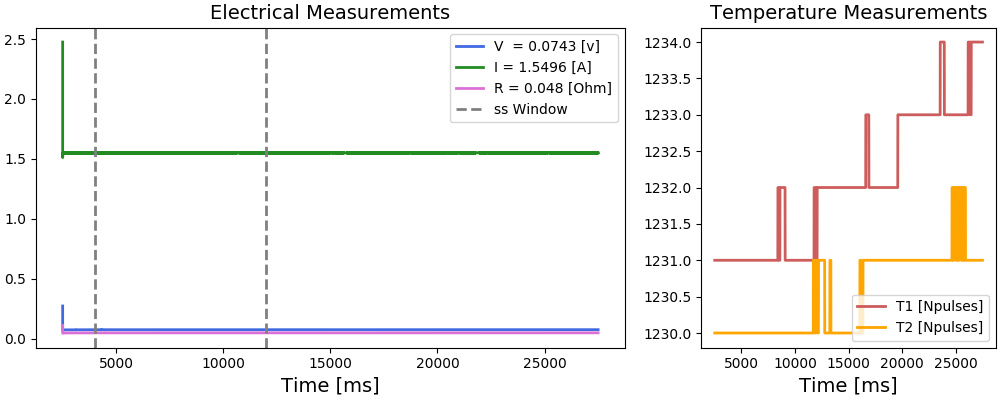 Electrical Measurements
2.5
2.0
1.5
1.0
0.5
0.0
V  = 0.0743 [v]
I = 1.5496 [A]
R = 0.048 [Ohm]
ss Window
5000 10000 15000 20000 25000
Time [ms]
Temperature Measurements
1234.0
1233.5
1233.0
1232.5
1232.0
1231.5
1231.0
1230.5
1230.0
T1 [Npulses]
T2 [Npulses]
5000 10000 15000 20000 25000
Time [ms]